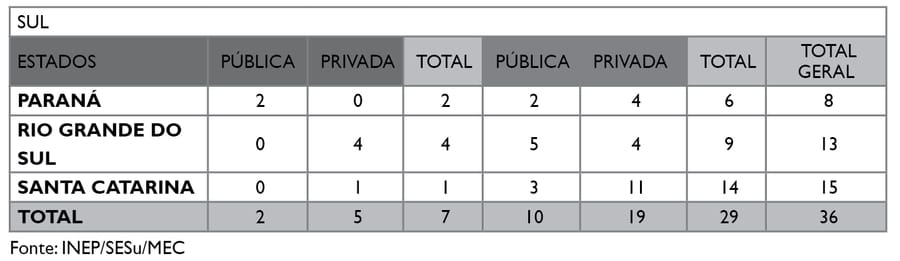 SUL
ESTADOS PÚBLICA PRIVADA TOTAL PÚBLICA PRIVADA TOTAL TOTAL GERAL
PARANÁ 2 0 2 2 4 6 8
RIO GRANDE DO SUL 0 4 4 5 4 9 13
SANTA CATARINA 0 1 1 3 11 14 15
TOTAL 2 5 7 10 19 29 36
Fonte: INEP/SESu/MEC